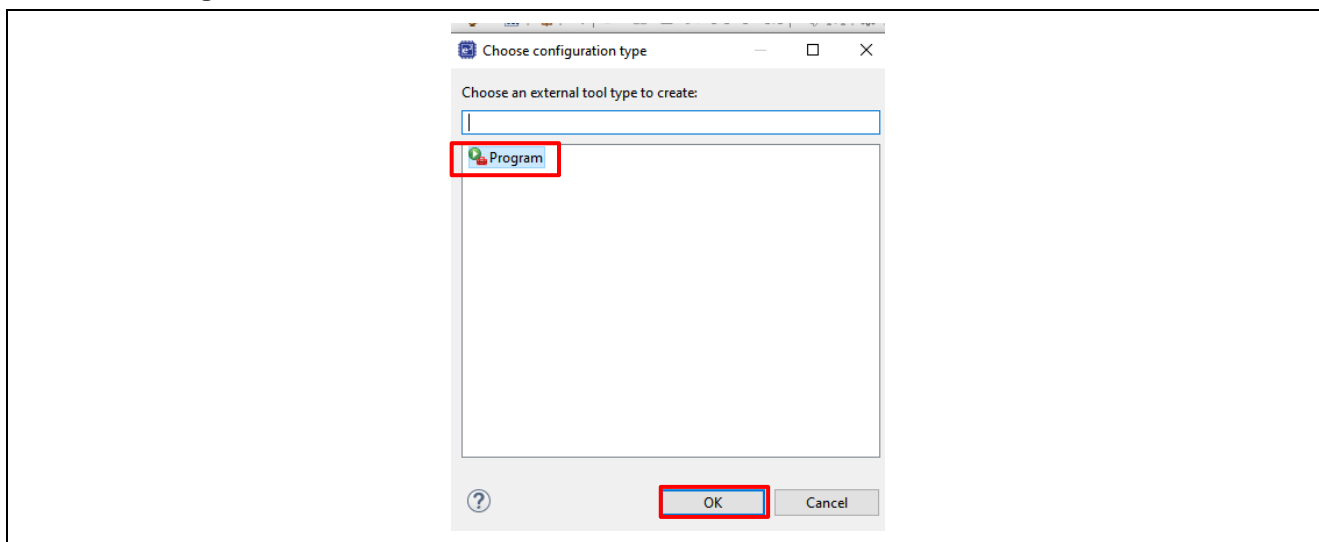 Choose configuration type
Choose an external tool type to create:
Program
OK
Cancel